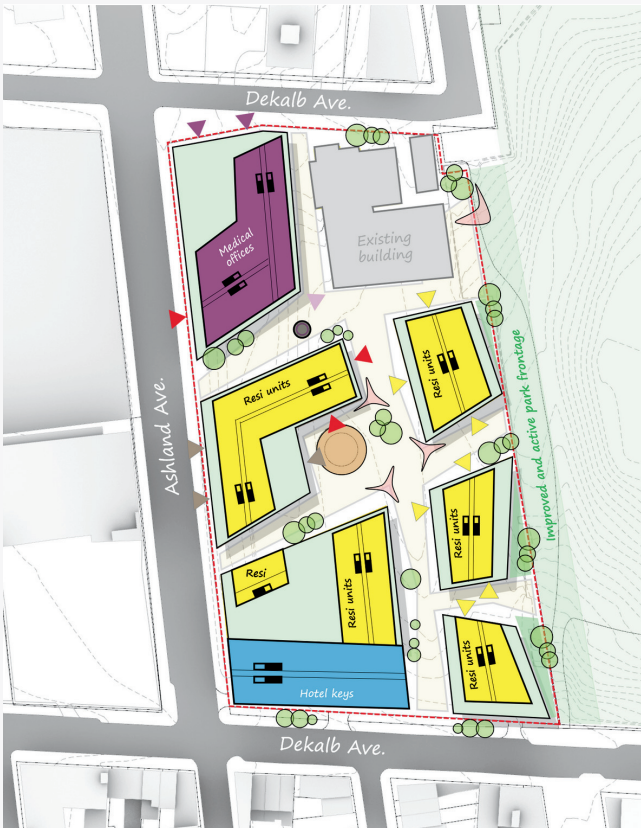 Dekalb Ave.
Medical
offices
Existing
building
Resi units
Resi units
Ashland Ave.
Improved and active park frontage
Resi units
Resi
Resi units
Resi units
Hotel keys
Dekalb Ave.